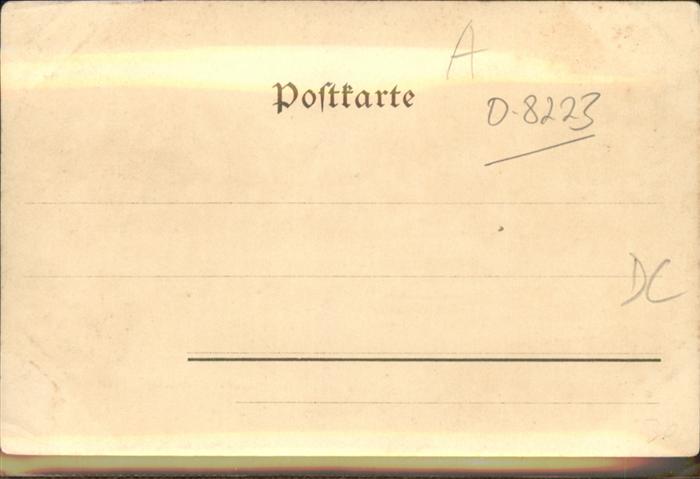 A
Poſtkarte
D-8223
DC